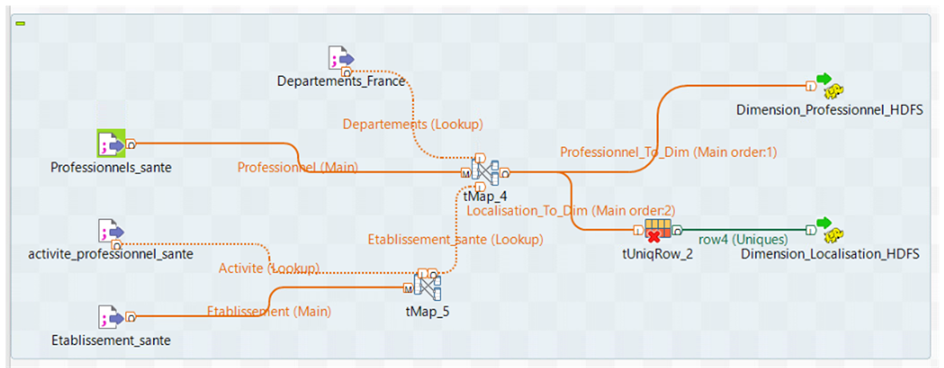 Departements_France
Dimension_Professionnel_HDFS
Departements (Lookup)
Professionnel_To_Dim (Main order:1)
Professionnels_sante
Professionnel (Main)
tMap_4
Localisation_To_Dim (Main order:2)
Etablissement_sante (Lookup)
row4 (Uniques)
activite_professionnel_sante
tUniqRow_2
Dimension_Localisation_HDFS
Activite (Lookup)
Etablissement (Main)
tMap_5
Etablissement_sante